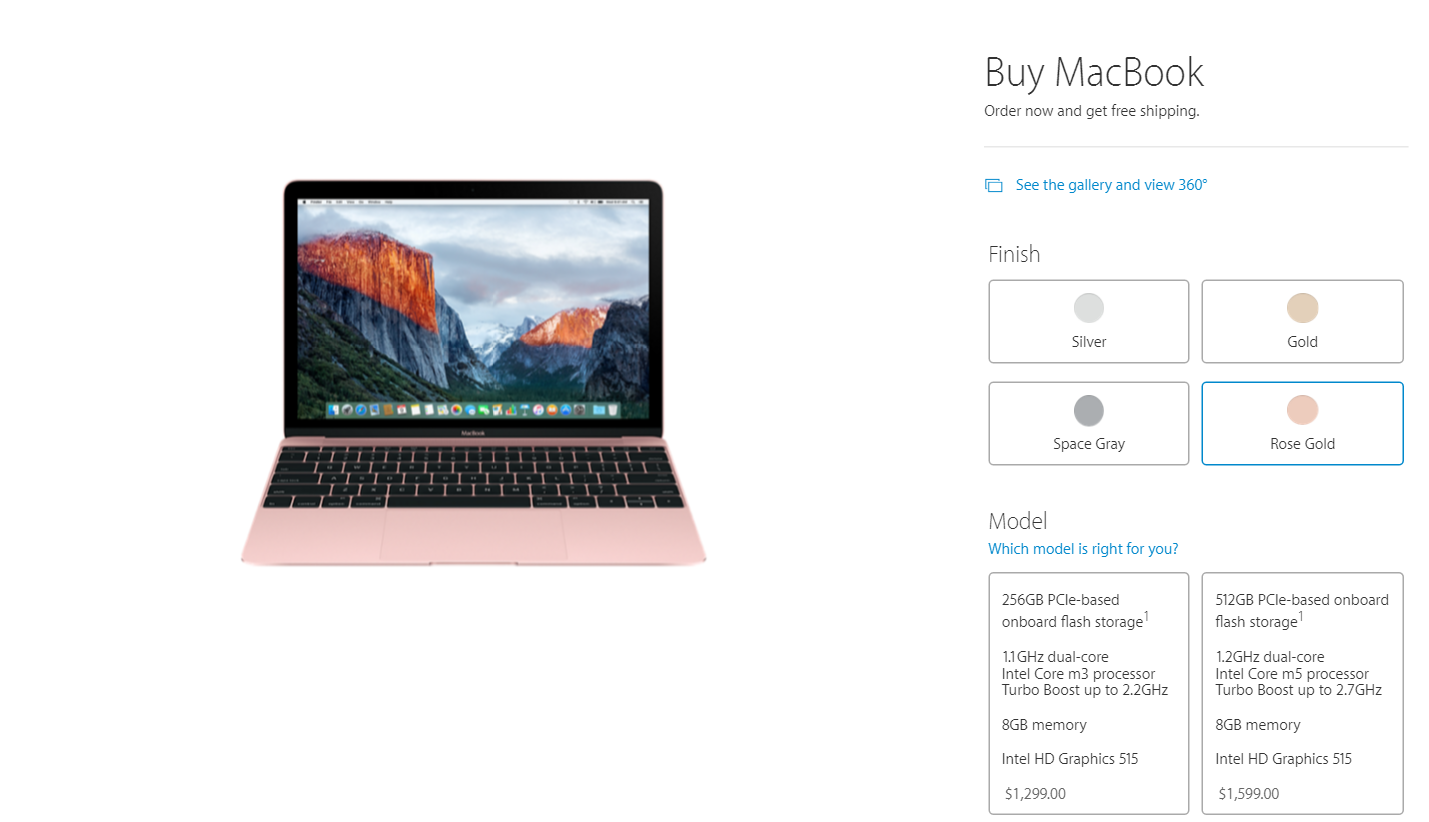 Buy MacBook
Order now and get free shipping.
See the gallery and view 360°
Finish
Silver
Gold
Space Gray
Rose Gold
Model
Which model is right for you?
256GB PCIe-based
onboard flash storage1
1.1GHz dual-core
Intel Core m3 processor
Turbo Boost up to 2.2GHz
8GB memory
Intel HD Graphics 515
$1,299.00
512GB PCIe-based onboard
flash storage1
1.2GHz dual-core
Intel Core m5 processor
Turbo Boost up to 2.7GHz
8GB memory
Intel HD Graphics 515
$1,599.00
MacBook